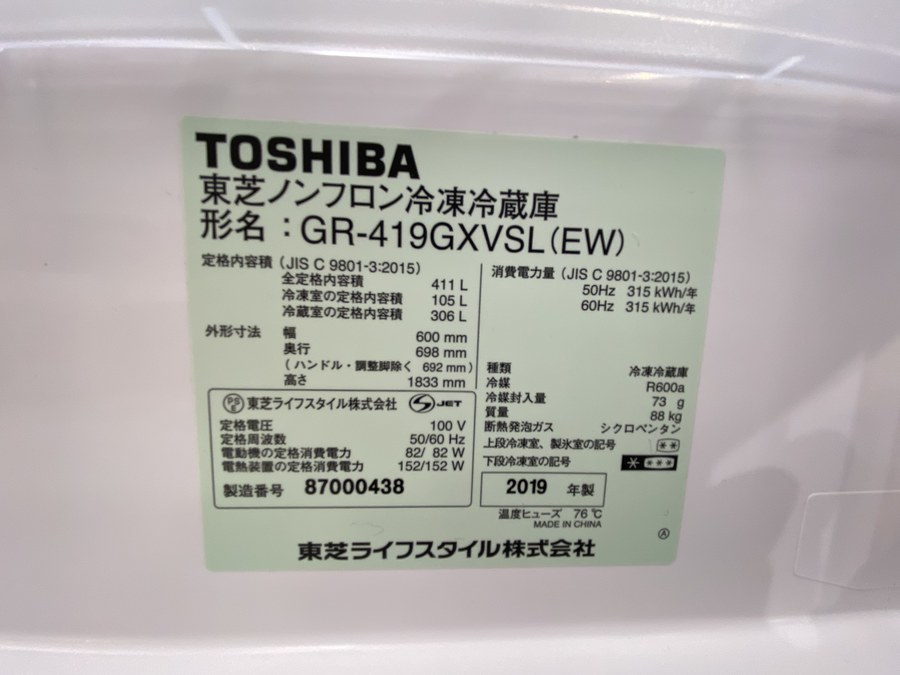 TOSHIBA
東芝ノンフロン冷凍冷蔵庫
形名：GR-419GXVSL(EW)
定格内容積 (JIS C 9801-3:2015)
全定格内容積 411 L
冷凍室の定格内容積 105 L
冷蔵室の定格内容積 306 L
外形寸法 幅 600 mm
奥行 698 mm
(ハンドル・調整脚除く 692 mm)
高さ 1833 mm
消費電力量 (JIS C 9801-3:2015)
50Hz 315 kWh/年
60Hz 315 kWh/年
種類 冷凍冷蔵庫
冷媒 R600a
冷媒封入量 73 g
質量 88 kg
断熱発泡ガス シクロペンタン
上段冷凍室、製氷室の記号 **
下段冷凍室の記号 * ***
PSE 東芝ライフスタイル株式会社 S JET
定格電圧 100 V
定格周波数 50/60 Hz
電動機の定格消費電力 82/ 82 W
電熱装置の定格消費電力 152/152 W
製造番号 87000438
2019 年製
温度ヒューズ 76 ℃
MADE IN CHINA
Ⓐ
東芝ライフスタイル株式会社